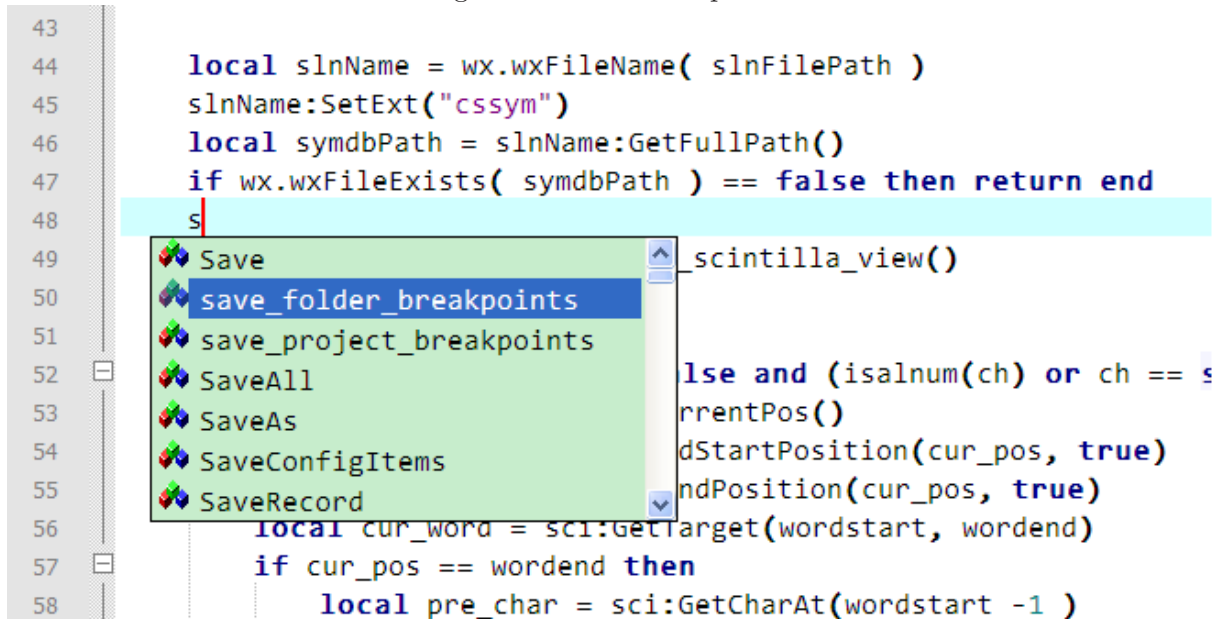 43
44 local slnName = wx.wxFileName( slnFilePath )
45 slnName:SetExt("cssym")
46 local symdbPath = slnName:GetFullPath()
47 if wx.wxFileExists( symdbPath ) == false then return end
48 s
49 _scintilla_view()
Save
50
save_folder_breakpoints
51
save_project_breakpoints
52 lse and (isalnum(ch) or ch == s
SaveAll
53 rrentPos()
SaveAs
54 dStartPosition(cur_pos, true)
SaveConfigItems
55 ndPosition(cur_pos, true)
SaveRecord
56 local cur_word = sci:GetTarget(wordstart, wordend)
57 if cur_pos == wordend then
58 local pre_char = sci:GetCharAt(wordstart -1 )